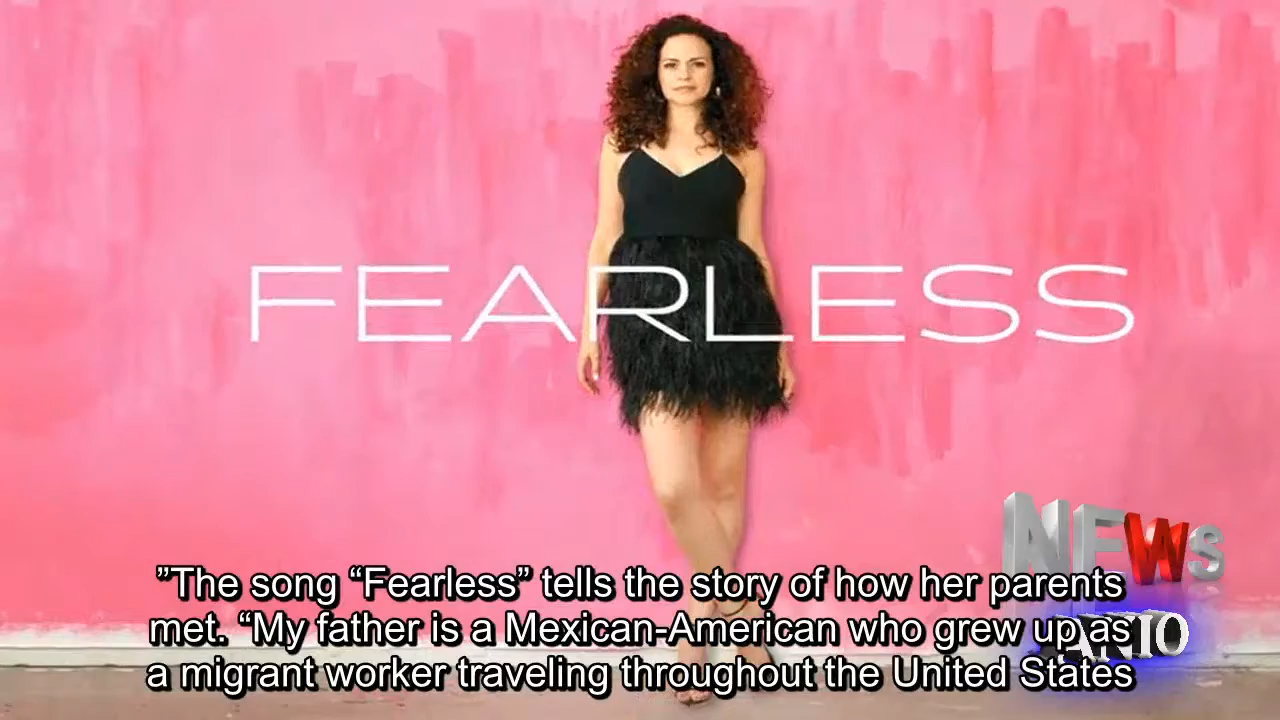 FEARLESS
NEWS
”The song “Fearless” tells the story of how her parents
met. “My father is a Mexican-American who grew up as
a migrant worker traveling throughout the United States